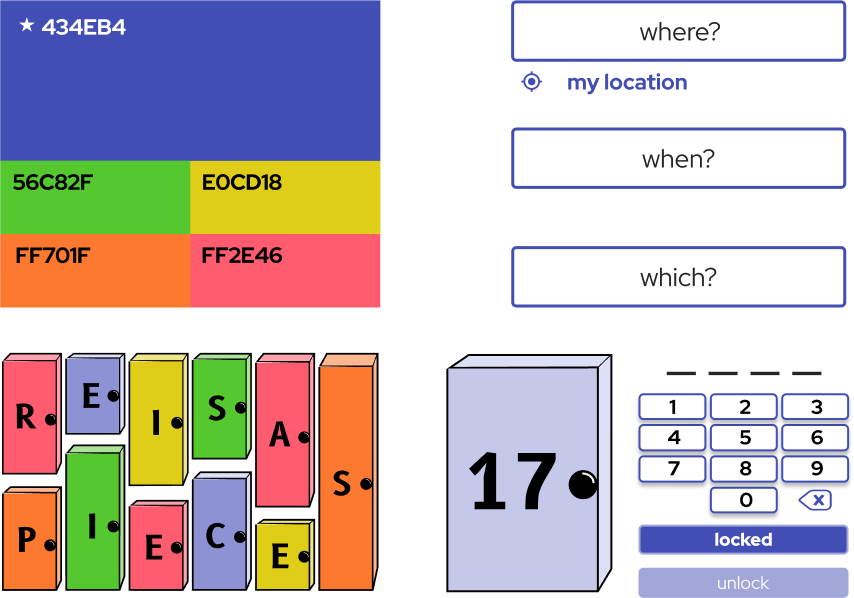 ★ 434EB4
56C82F
E0CD18
FF701F
FF2E46
where?
my location
when?
which?
R E I S A S
P I E C E
17
1 2 3
4 5 6
7 8 9
0
locked
unlock